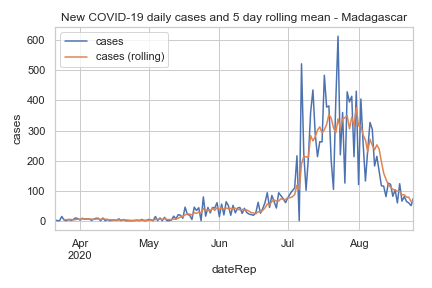 New COVID-19 daily cases and 5 day rolling mean - Madagascar
cases
cases (rolling)
600
500
400
300
200
100
0
cases
Apr
2020
May
Jun
Jul
Aug
dateRep